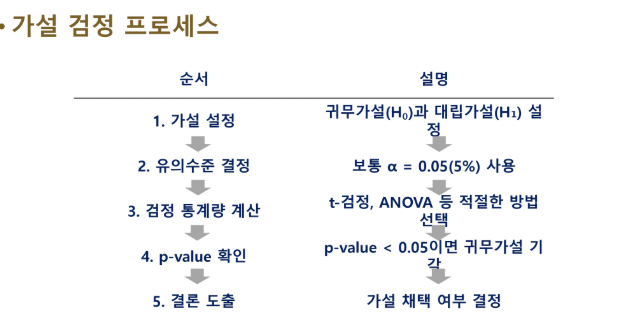 • 가설 검정 프로세스
순서 설명
1. 가설 설정 귀무가설(H₀)과 대립가설(H₁) 설
정
2. 유의수준 결정 보통 α = 0.05(5%) 사용
3. 검정 통계량 계산 t-검정, ANOVA 등 적절한 방법
선택
4. p-value 확인 p-value < 0.05이면 귀무가설 기
각
5. 결론 도출 가설 채택 여부 결정